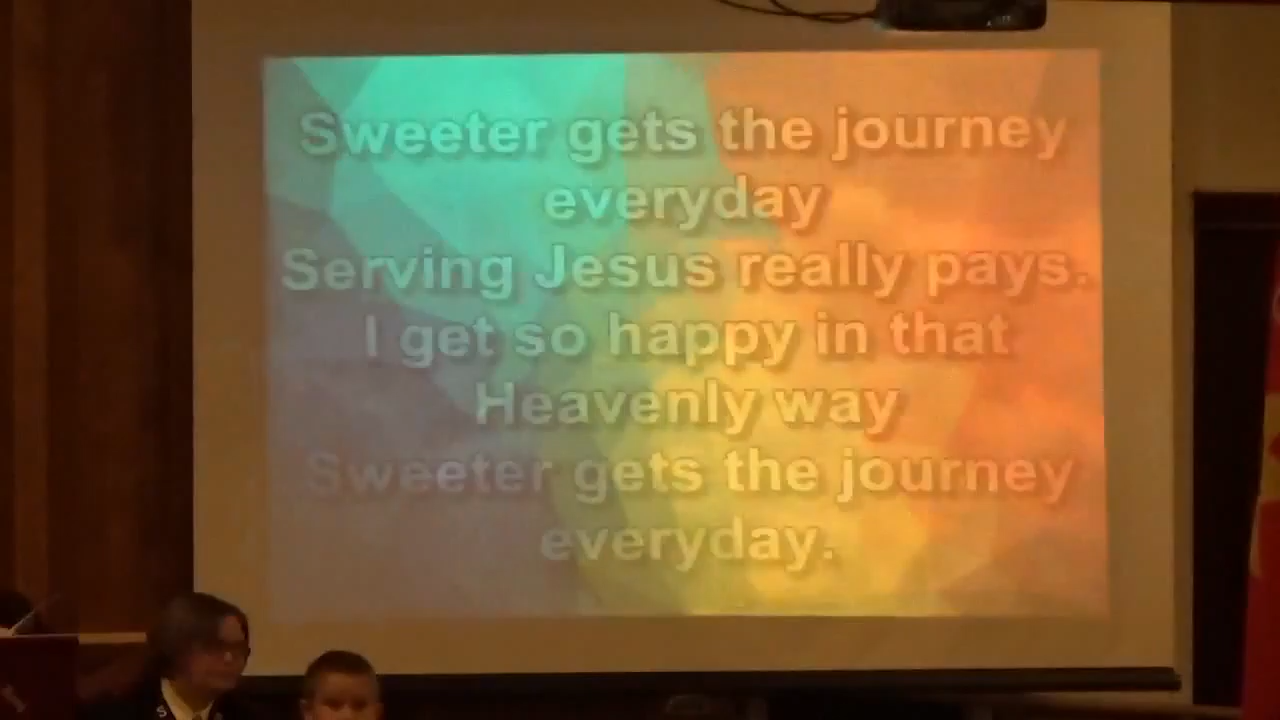 Sweeter gets the journey
everyday
Serving Jesus really pays.
I get so happy in that
Heavenly way
Sweeter gets the journey
everyday.
S